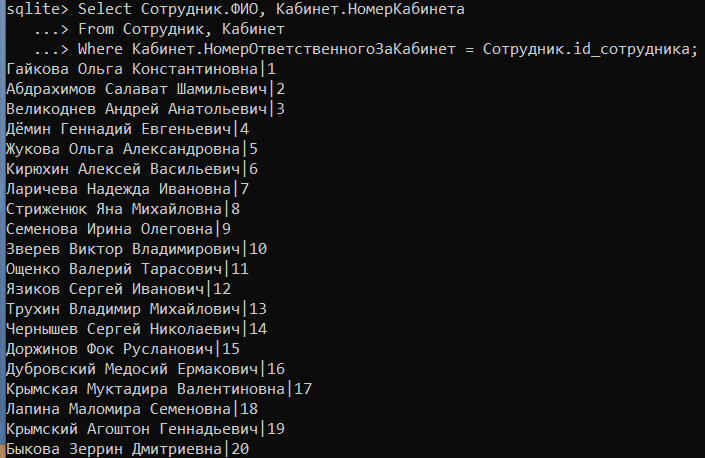 sqlite> Select Сотрудник.ФИО, Кабинет.НомерКабинета
...> From Сотрудник, Кабинет
...> Where Кабинет.НомерОтветственногоЗаКабинет = Сотрудник.id_сотрудника;
Гайкова Ольга Константиновна|1
Абдрахимов Салават Шамильевич|2
Великоднев Андрей Анатольевич|3
Дёмин Геннадий Евгеньевич|4
Жукова Ольга Александровна|5
Кирюхин Алексей Васильевич|6
Ларичева Надежда Ивановна|7
Стриженюк Яна Михайловна|8
Семенова Ирина Олеговна|9
Зверев Виктор Владимирович|10
Ощенко Валерий Тарасович|11
Язиков Сергей Иванович|12
Трухин Владимир Михайлович|13
Чернышев Сергей Николаевич|14
Доржинов Фок Русланович|15
Дубровский Медосий Ермакович|16
Крымская Муктадира Валентиновна|17
Лапина Маломира Семеновна|18
Крымский Агоштон Геннадьевич|19
Быкова Зеррин Дмитриевна|20